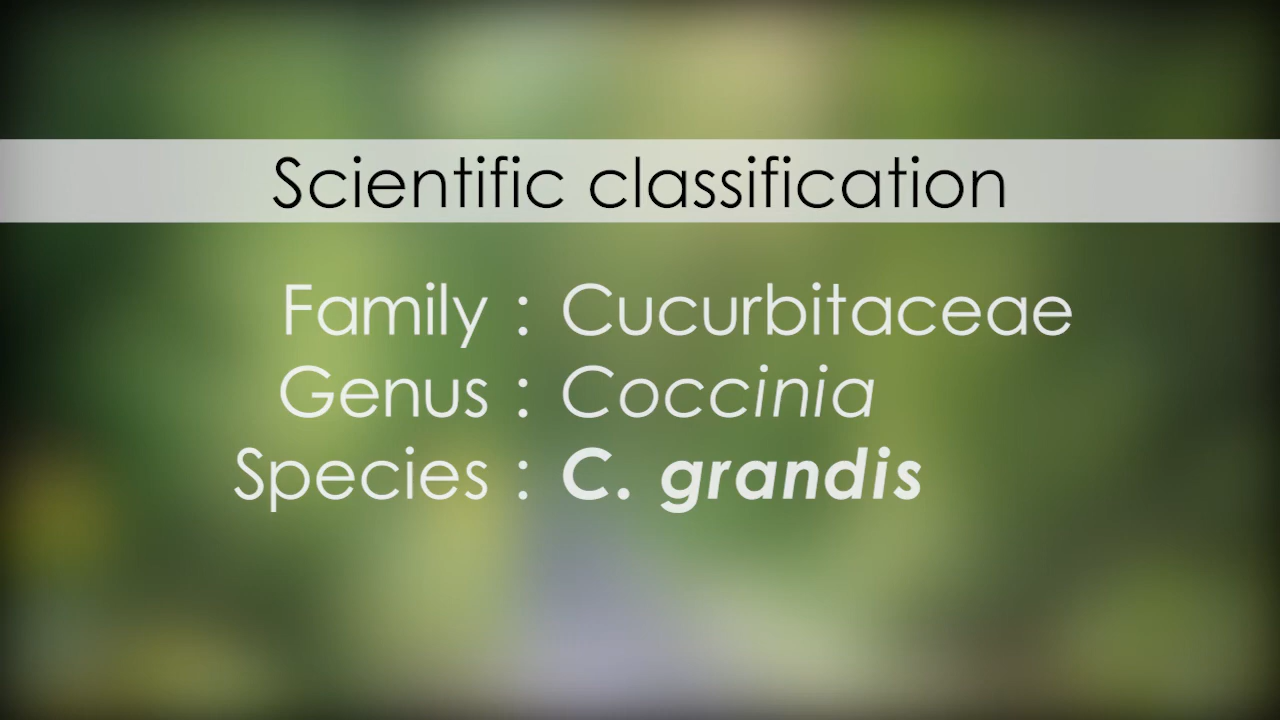 Scientific classification
Family : Cucurbitaceae
Genus : Coccinia
Species : C. grandis